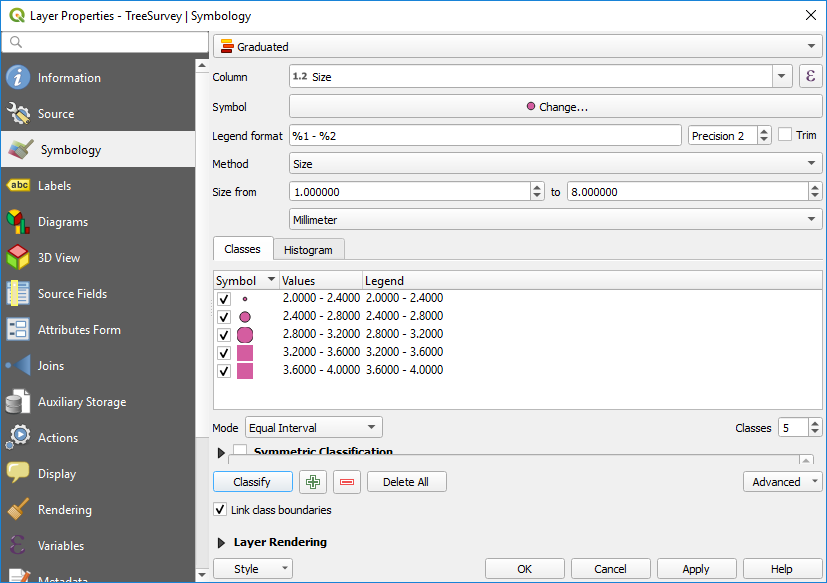 Layer Properties - TreeSurvey | Symbology
Graduated
Information
Source
Symbology
abc Labels
Diagrams
3D View
Source Fields
Attributes Form
Joins
Auxiliary Storage
Actions
Display
Rendering
Variables
Metadata
Column 1.2 Size ε
Symbol Change...
Legend format %1 - %2 Precision 2 Trim
Method Size
Size from 1.000000 to 8.000000
Millimeter
Classes Histogram
Symbol Values Legend
2.0000 - 2.4000 2.0000 - 2.4000
2.4000 - 2.8000 2.4000 - 2.8000
2.8000 - 3.2000 2.8000 - 3.2000
3.2000 - 3.6000 3.2000 - 3.6000
3.6000 - 4.0000 3.6000 - 4.0000
Mode Equal Interval Classes 5
Symmetric Classification
Classify Delete All Advanced
Link class boundaries
Layer Rendering
Style OK Cancel Apply Help